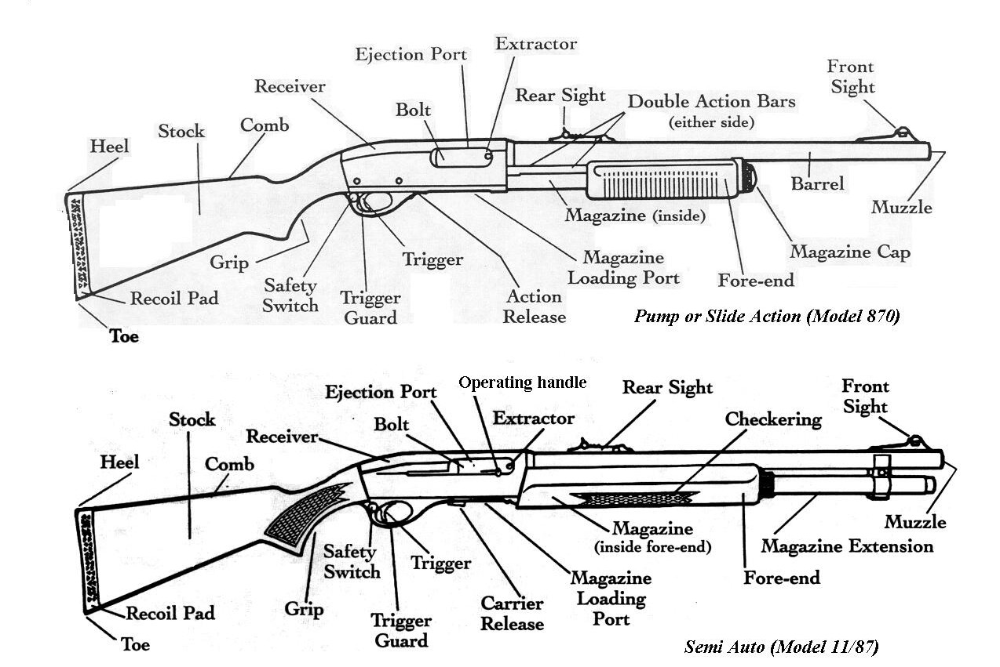 Ejection Port
Extractor
Front
Sight
Receiver
Rear Sight
Double Action Bars
(either side)
Bolt
Comb
Stock
Heel
Barrel
Muzzle
Magazine (inside)
Grip
Trigger
Magazine
Loading Port
Magazine Cap
Safety
Switch
Fore-end
Recoil Pad
Trigger
Guard
Action
Release
Pump or Slide Action (Model 870)
Toe
Ejection Port
Operating handle
Rear Sight
Front
Sight
Stock
Receiver
Bolt
Extractor
Checkering
Heel
Comb
Muzzle
Magazine
(inside fore-end)
Magazine Extension
Safety
Switch
Trigger
Magazine
Loading
Port
Fore-end
Recoil Pad
Grip
Carrier
Release
Trigger
Guard
Toe
Semi Auto (Model 11/87)